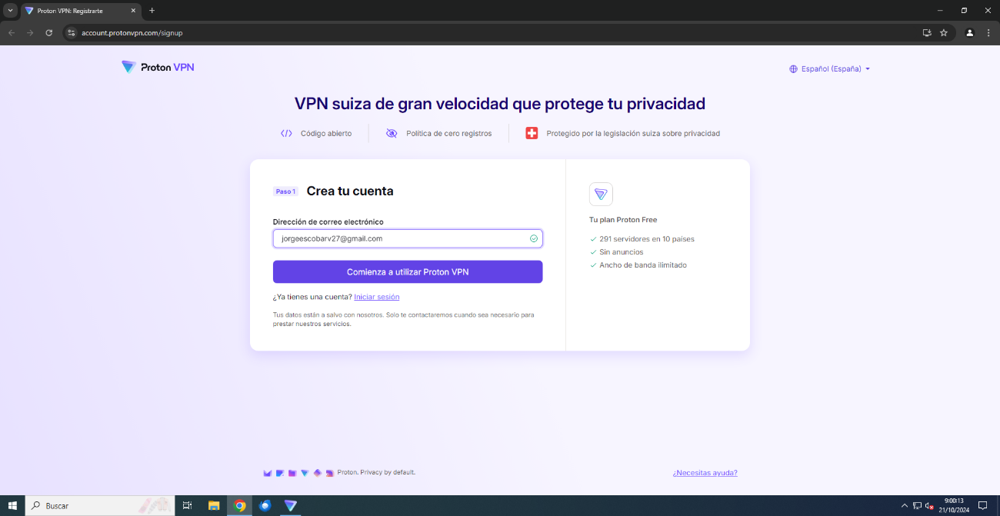 Proton VPN: Regístrarte
account.protonvpn.com/signup
Proton VPN
Español (España)
VPN suiza de gran velocidad que protege tu privacidad
Código abierto
Política de cero registros
Protegido por la legislación suiza sobre privacidad
Paso 1
Crea tu cuenta
Dirección de correo electrónico
jorgeescobarv27@gmail.com
Comienza a utilizar Proton VPN
¿Ya tienes una cuenta? Iniciar sesión
Tus datos están a salvo con nosotros. Solo te contactaremos cuando sea necesario para
prestar nuestros servicios.
Tu plan Proton Free
291 servidores en 10 países
Sin anuncios
Ancho de banda ilimitado
Proton. Privacy by default.
¿Necesitas ayuda?
Buscar
9:00:13
21/10/2024